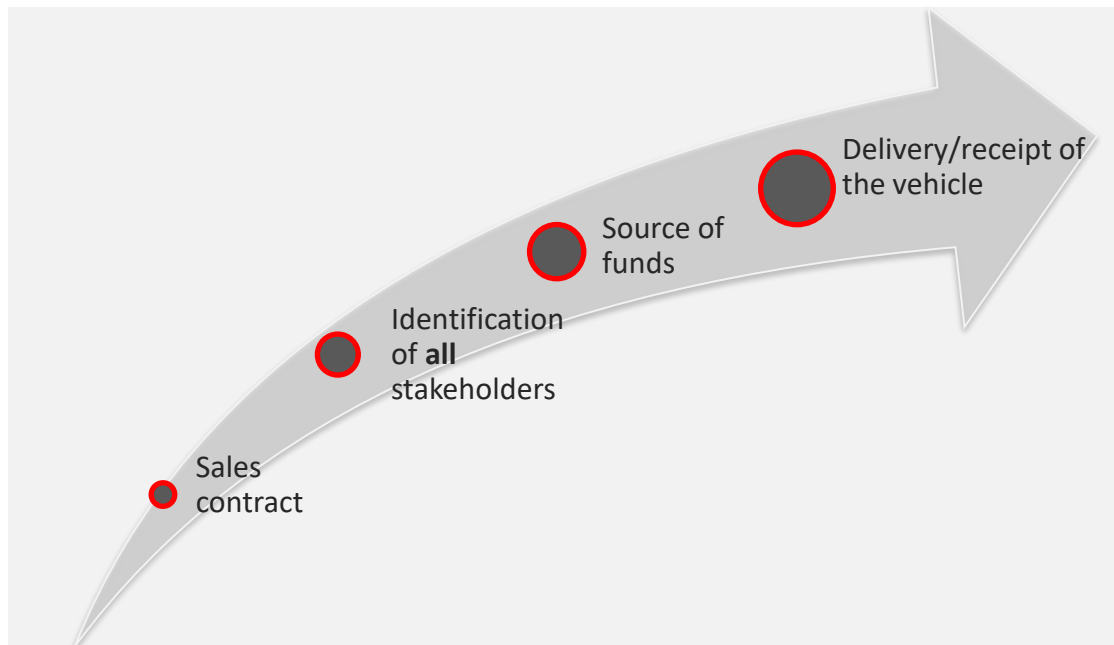 Delivery/receipt of
the vehicle
Source of
funds
Identification
of all
stakeholders
Sales
contract